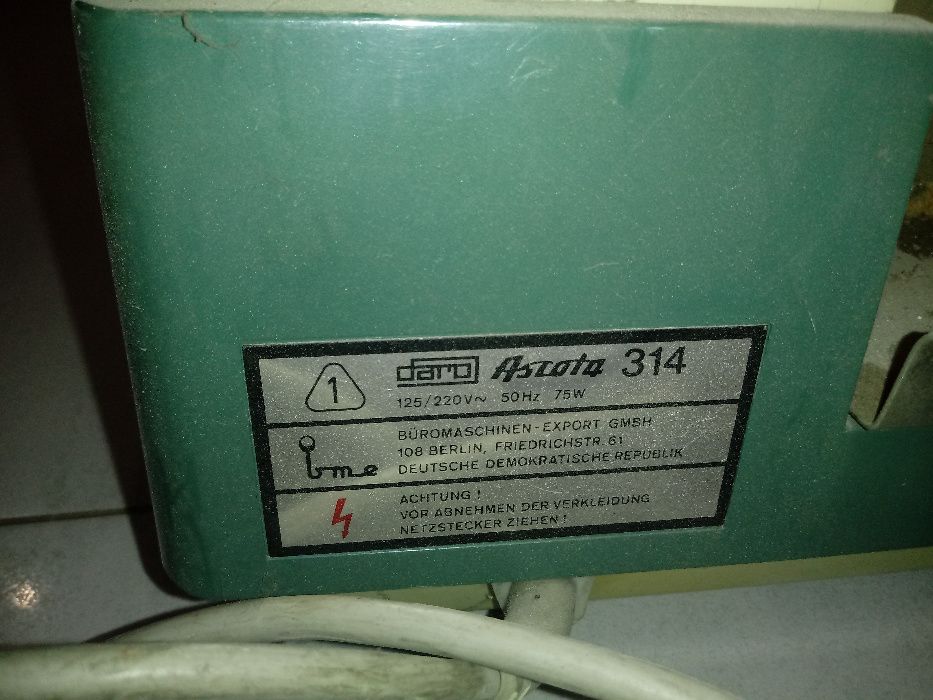 1
daro Ascota 314
125/220V~ 50Hz 75W
bme
BÜROMASCHINEN-EXPORT GMBH
108 BERLIN, FRIEDRICHSTR. 61
DEUTSCHE DEMOKRATISCHE REPUBLIK
ACHTUNG!
VOR ABNEHMEN DER VERKLEIDUNG
NETZSTECKER ZIEHEN!